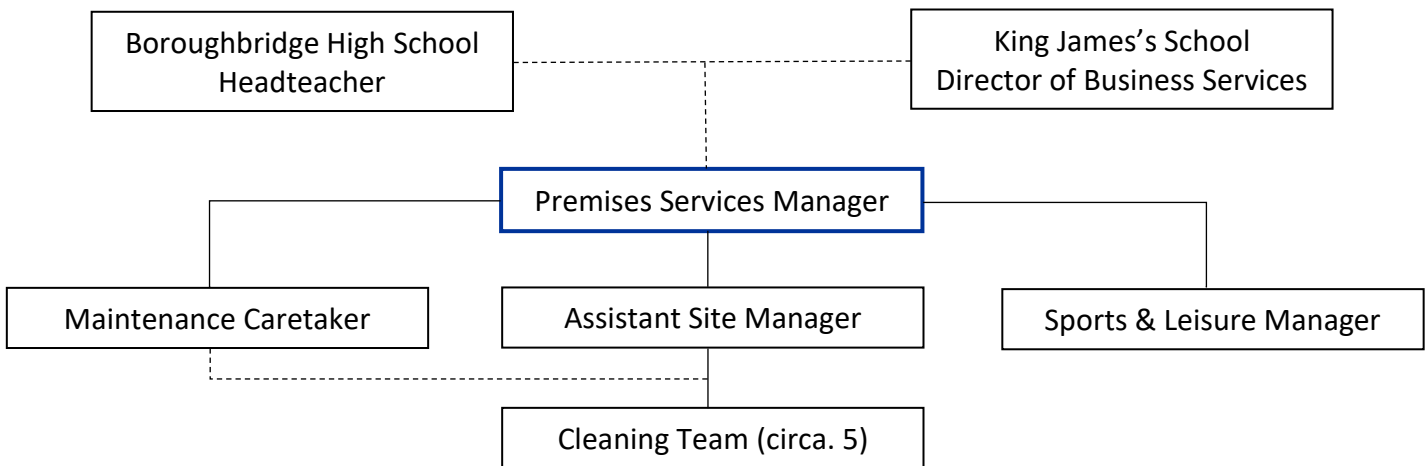 Boroughbridge High School
Headteacher
King James’s School
Director of Business Services
Premises Services Manager
Maintenance Caretaker
Assistant Site Manager
Sports & Leisure Manager
Cleaning Team (circa. 5)